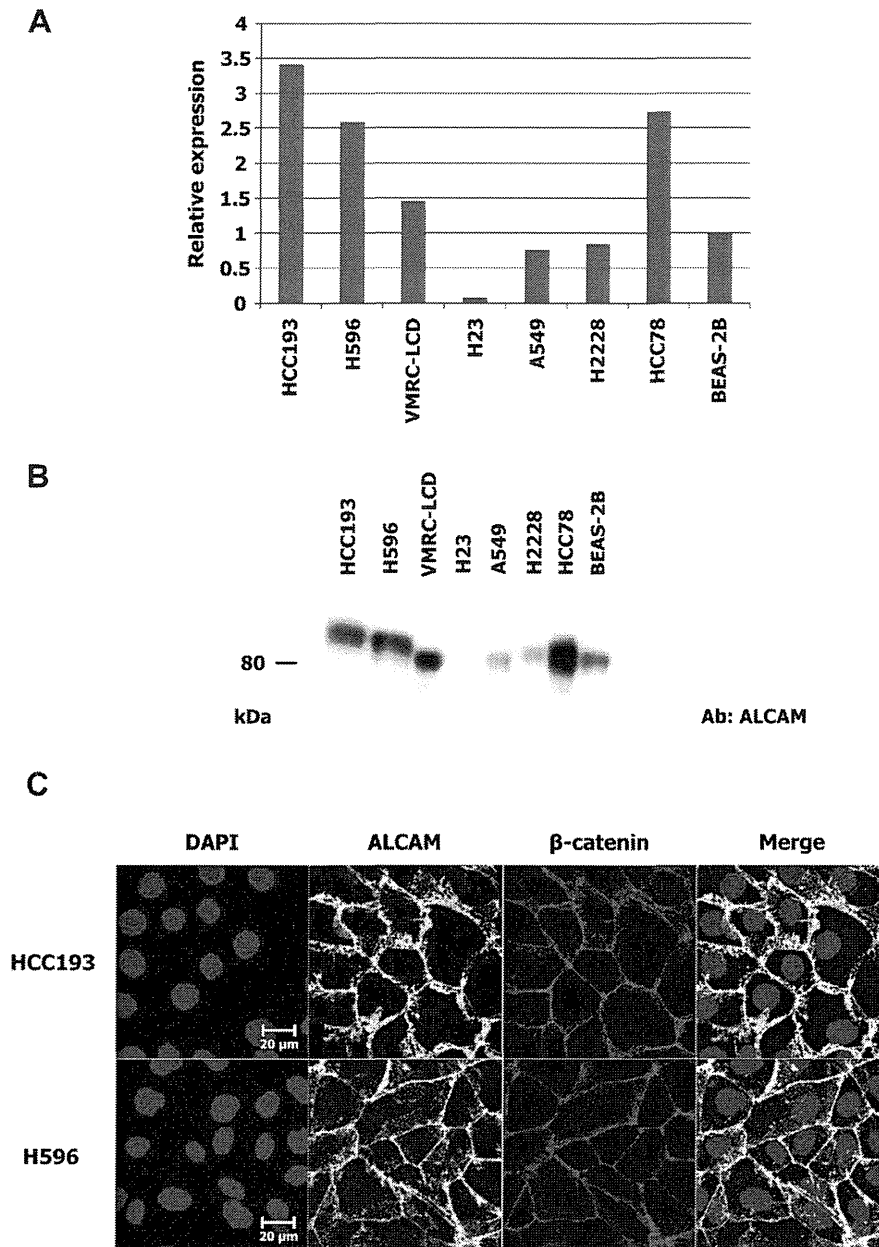 A
Relative expression
4
3.5
3
2.5
2
1.5
1
0.5
0
HCC193
H596
VMRC-LCD
H23
A549
H2228
HCC78
BEAS-2B
B
HCC193
H596
VMRC-LCD
H23
A549
H2228
HCC78
BEAS-2B
80
kDa
Ab: ALCAM
C
DAPI
ALCAM
β-catenin
Merge
HCC193
20 µm
H596
20 µm